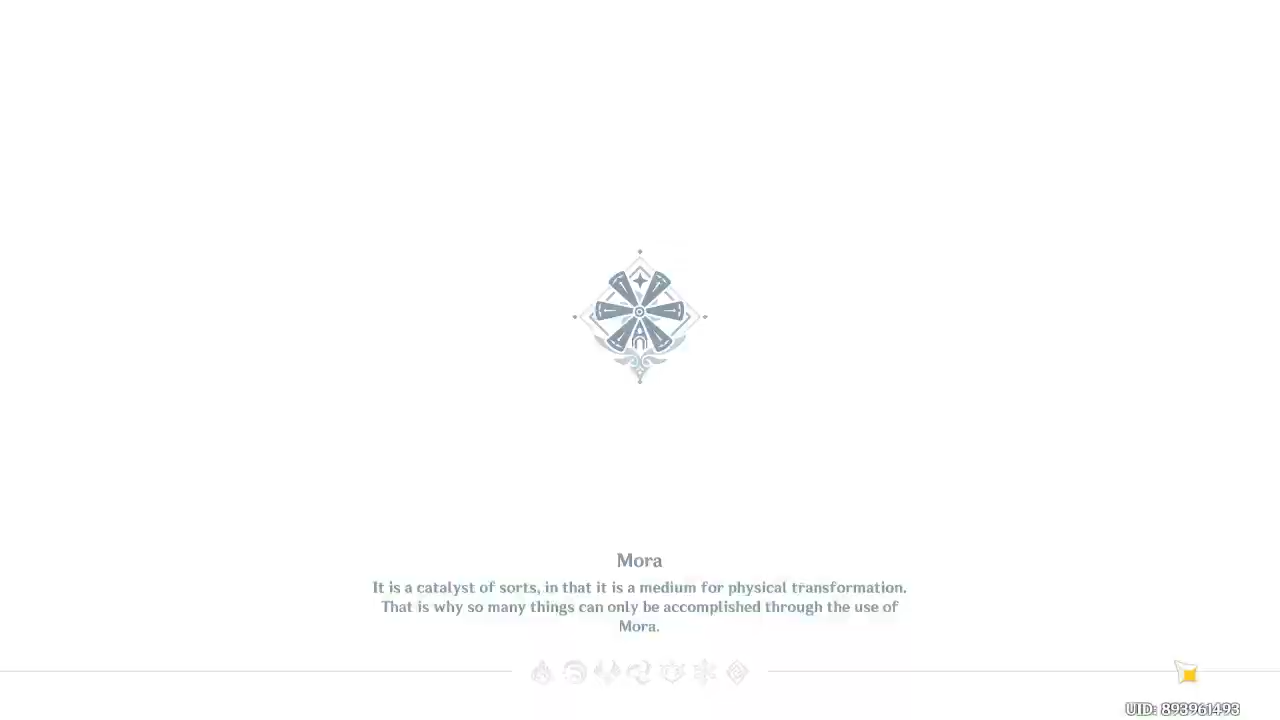 Mora
It is a catalyst of sorts, in that it is a medium for physical transformation.
That is why so many things can only be accomplished through the use of
Mora.
UID: 893961493